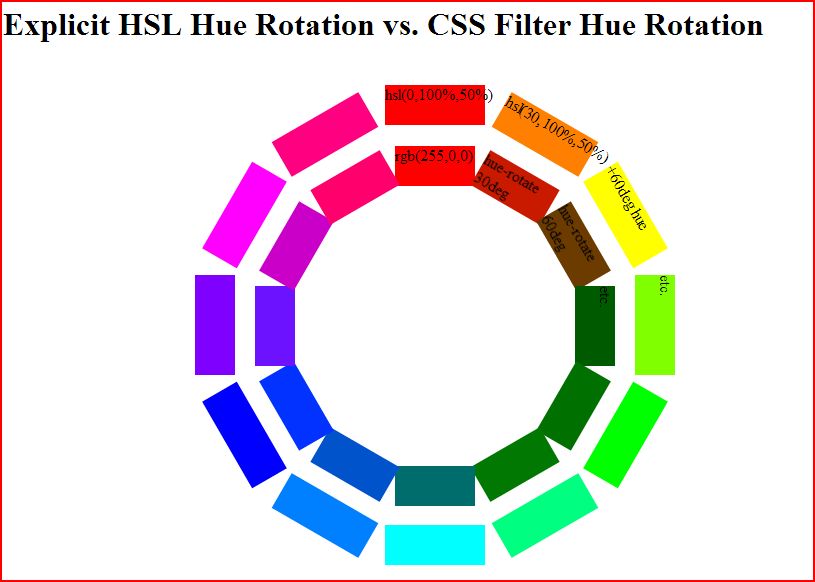 Explicit HSL Hue Rotation vs. CSS Filter Hue Rotation
hsl(0,100%,50%)
hsl(30,100%,50%)
+60deg hue
etc.
rgb(255,0,0)
hue-rotate
30deg
hue-rotate
60deg
etc